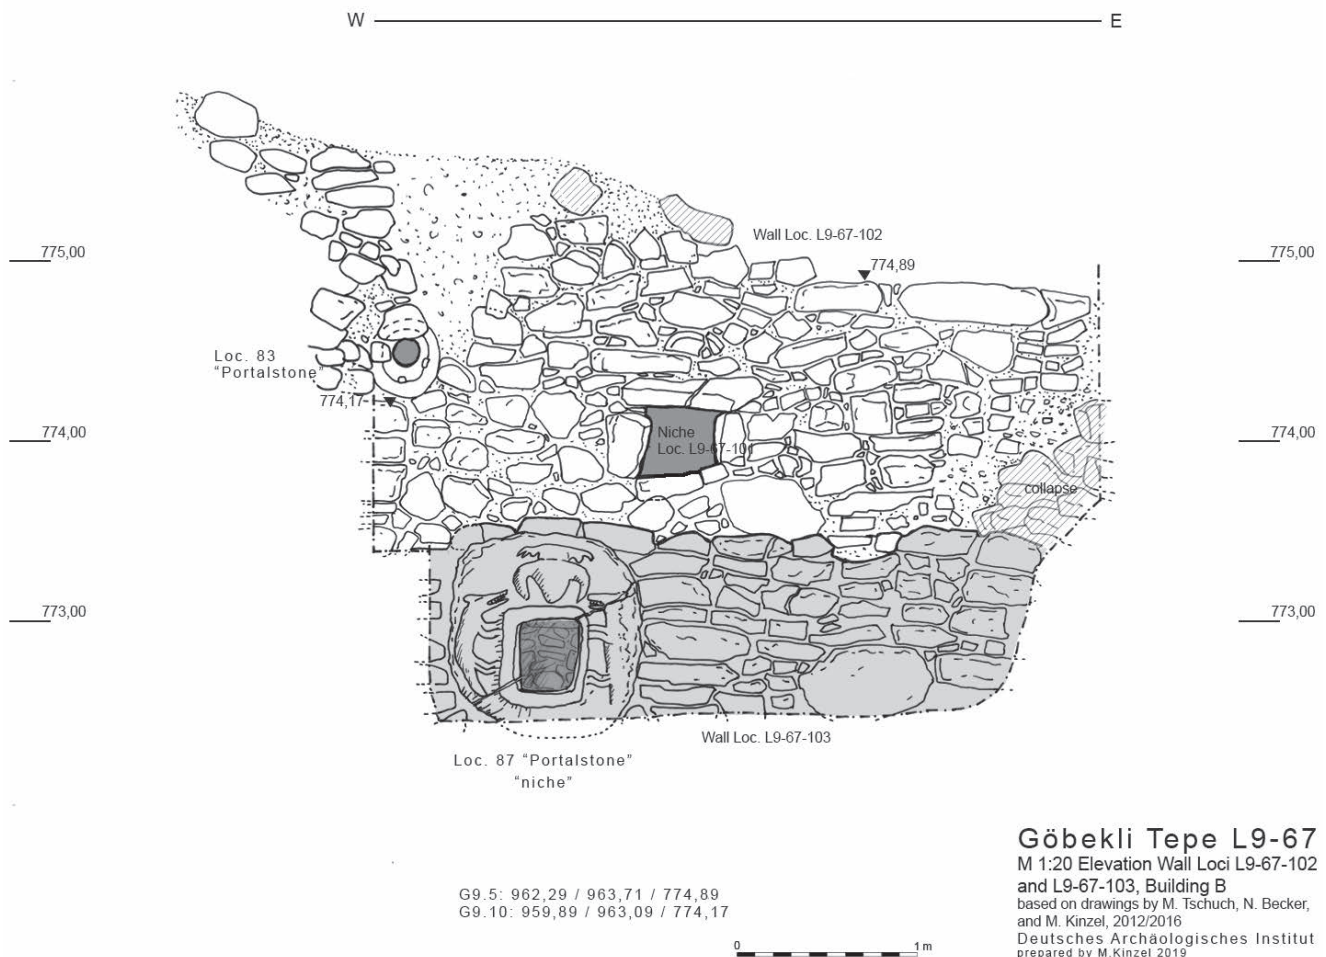 W E
Wall Loc. L9-67-102
775,00 775,00
774,89
Loc. 83
"Portalstone"
774,17
774,00 774,00
Niche
Loc. L9-67-101
collapse
773,00 773,00
Wall Loc. L9-67-103
Loc. 87 "Portalstone"
"niche"
Göbekli Tepe L9-67
M 1:20 Elevation Wall Loci L9-67-102
and L9-67-103, Building B
based on drawings by M. Tschuch, N. Becker,
and M. Kinzel, 2012/2016
Deutsches Archäologisches Institut
prepared by M.Kinzel 2019
G9.5: 962,29 / 963,71 / 774,89
G9.10: 959,89 / 963,09 / 774,17
0 1 m